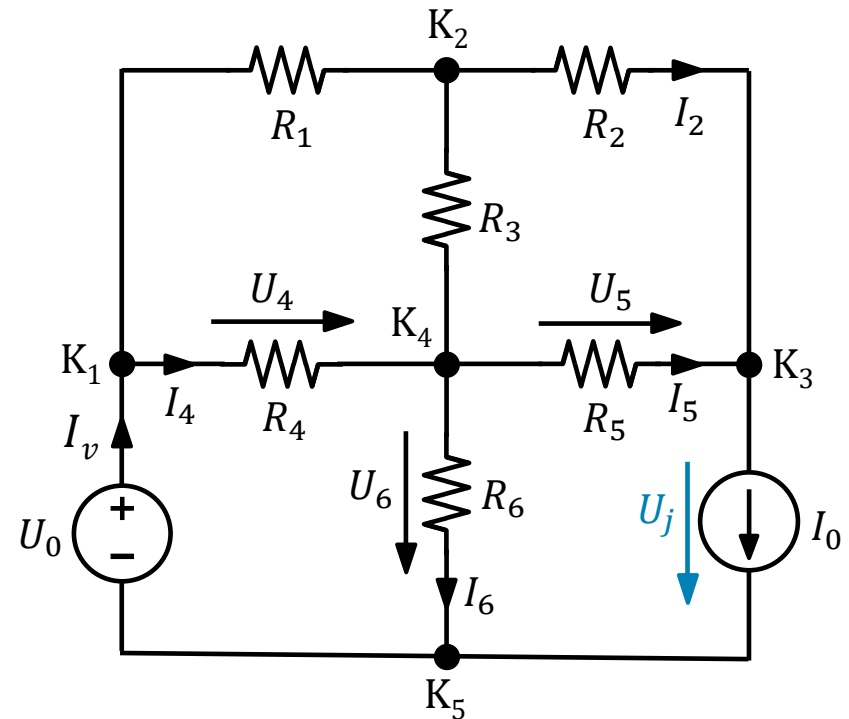 K₂
R₁
R₂
I₂
R₃
U₄
U₅
K₄
K₁
K₃
I₄
R₄
R₅
I₅
Iᵥ
U₆
R₆
Uⱼ
I₀
U₀
+
−
I₆
K₅